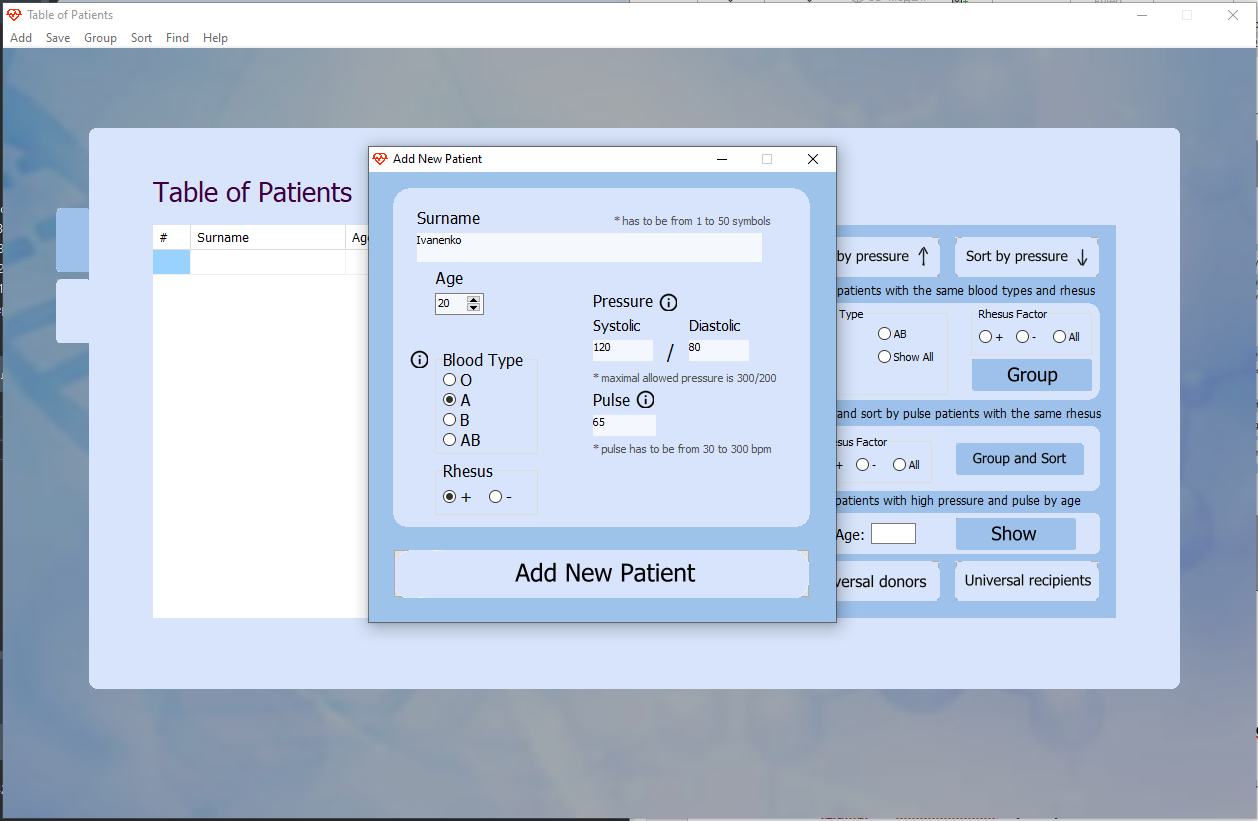 Table of Patients
Add Save Group Sort Find Help
Add New Patient
Table of Patients
# Surname
Surname * has to be from 1 to 50 symbols
Ivanenko
Age
20
Pressure
Systolic Diastolic
120 / 80
* maximal allowed pressure is 300/200
Blood Type
O
A
B
AB
Pulse
65
* pulse has to be from 30 to 300 bpm
Rhesus
+ -
Add New Patient
by pressure ↑ Sort by pressure ↓
patients with the same blood types and rhesus
Type Rhesus Factor
AB + - All
Show All
Group
and sort by pulse patients with the same rhesus
Factor
+ - All Group and Sort
patients with high pressure and pulse by age
Age: Show
donors Universal recipients